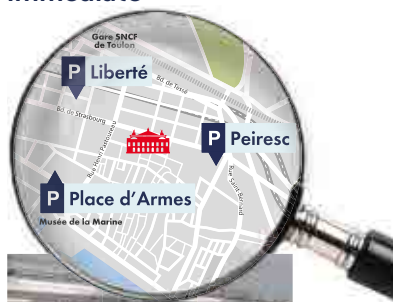 Gare SNCF
de Toulon
P Liberté
Bd. de Tessé
Bd. de Strasbourg
Rue Henri Pastoureau
P Peiresc
Rue Saint Bernard
P Place d'Armes
Musée de la Marine